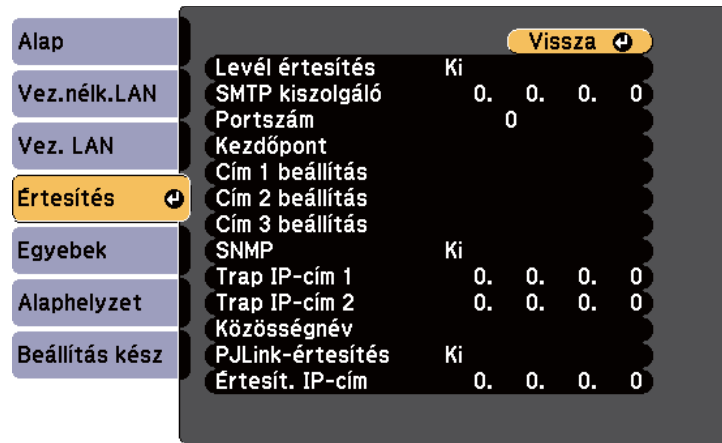 Alap
Vez.nélk.LAN
Vez. LAN
Értesítés
Egyebek
Alaphelyzet
Beállítás kész
Vissza
Levél értesítés Ki
SMTP kiszolgáló 0. 0. 0. 0
Portszám 0
Kezdőpont
Cím 1 beállítás
Cím 2 beállítás
Cím 3 beállítás
SNMP Ki
Trap IP-cím 1 0. 0. 0. 0
Trap IP-cím 2 0. 0. 0. 0
Közösségnév
PJLink-értesítés Ki
Értesít. IP-cím 0. 0. 0. 0